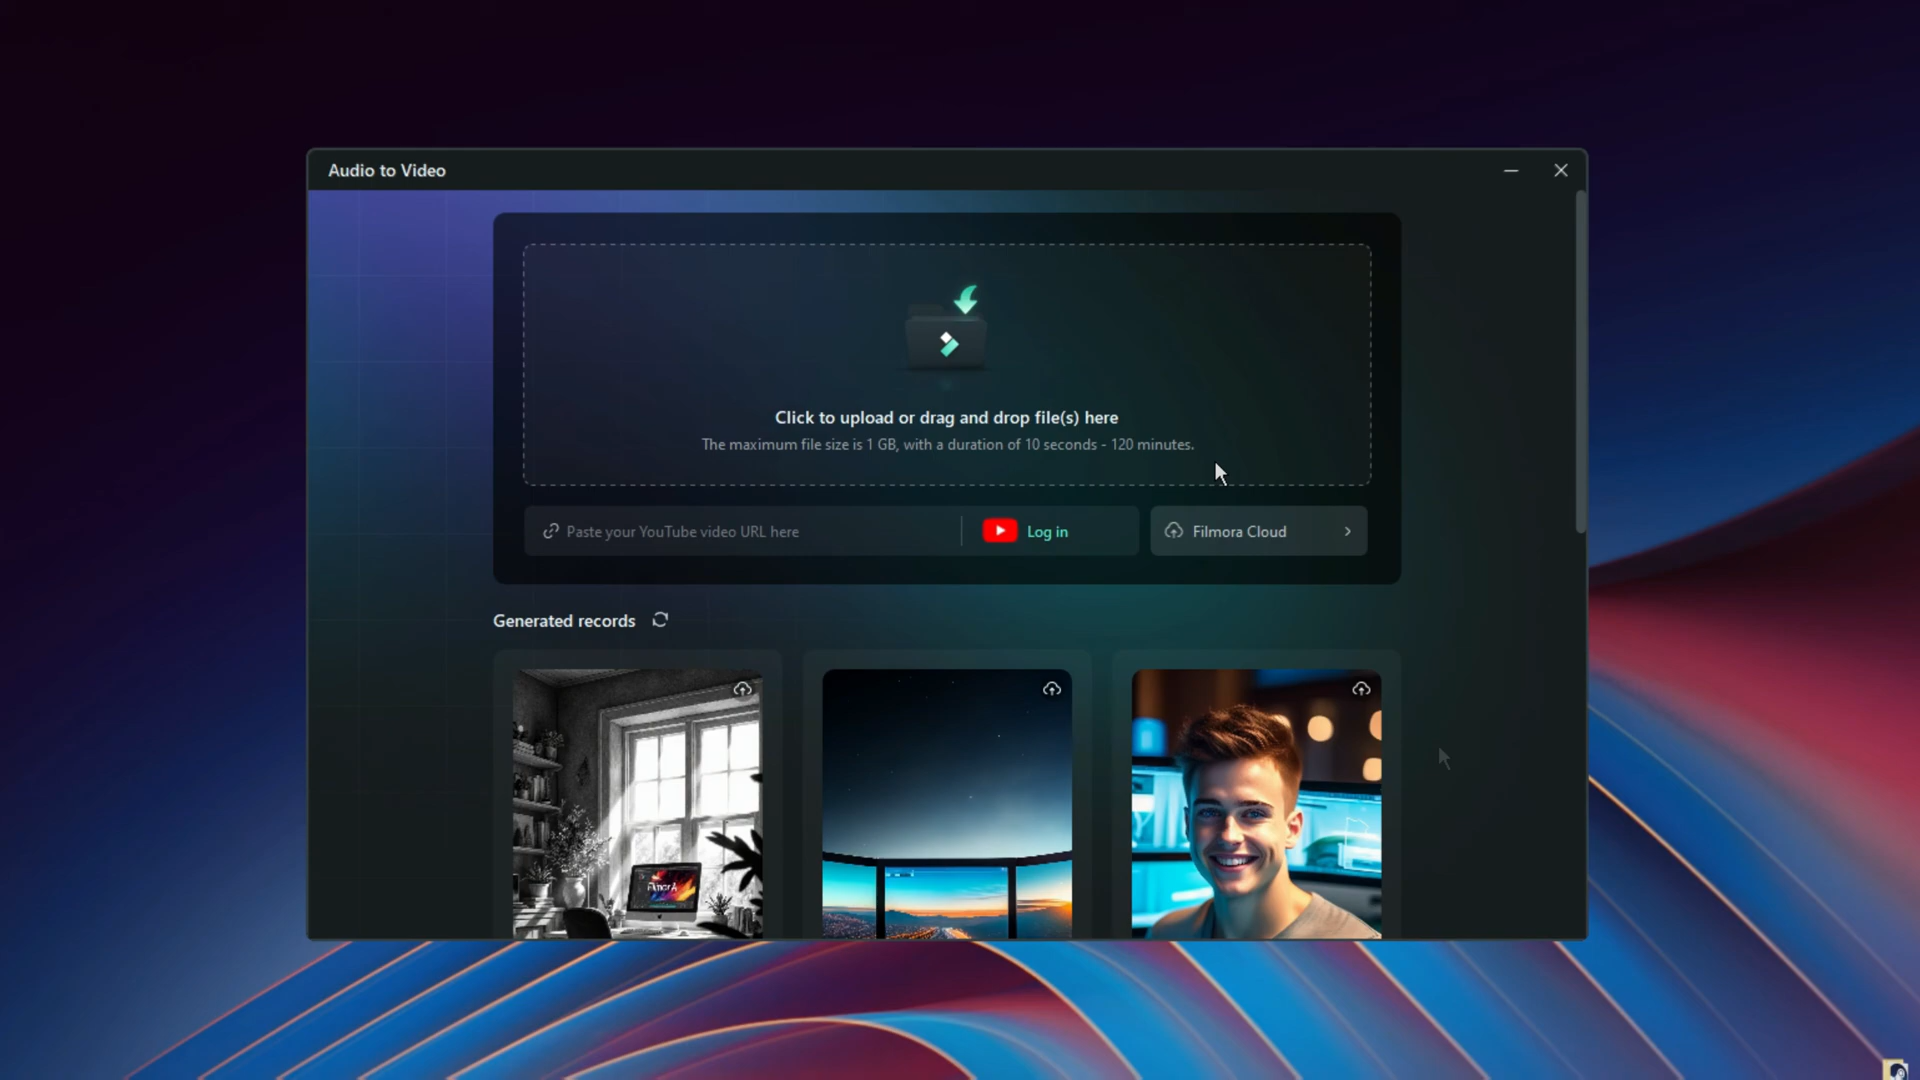 Audio to Video
Click to upload or drag and drop file(s) here
The maximum file size is 1 GB, with a duration of 10 seconds - 120 minutes.
Paste your YouTube video URL here
Log in
Filmora Cloud
Generated records